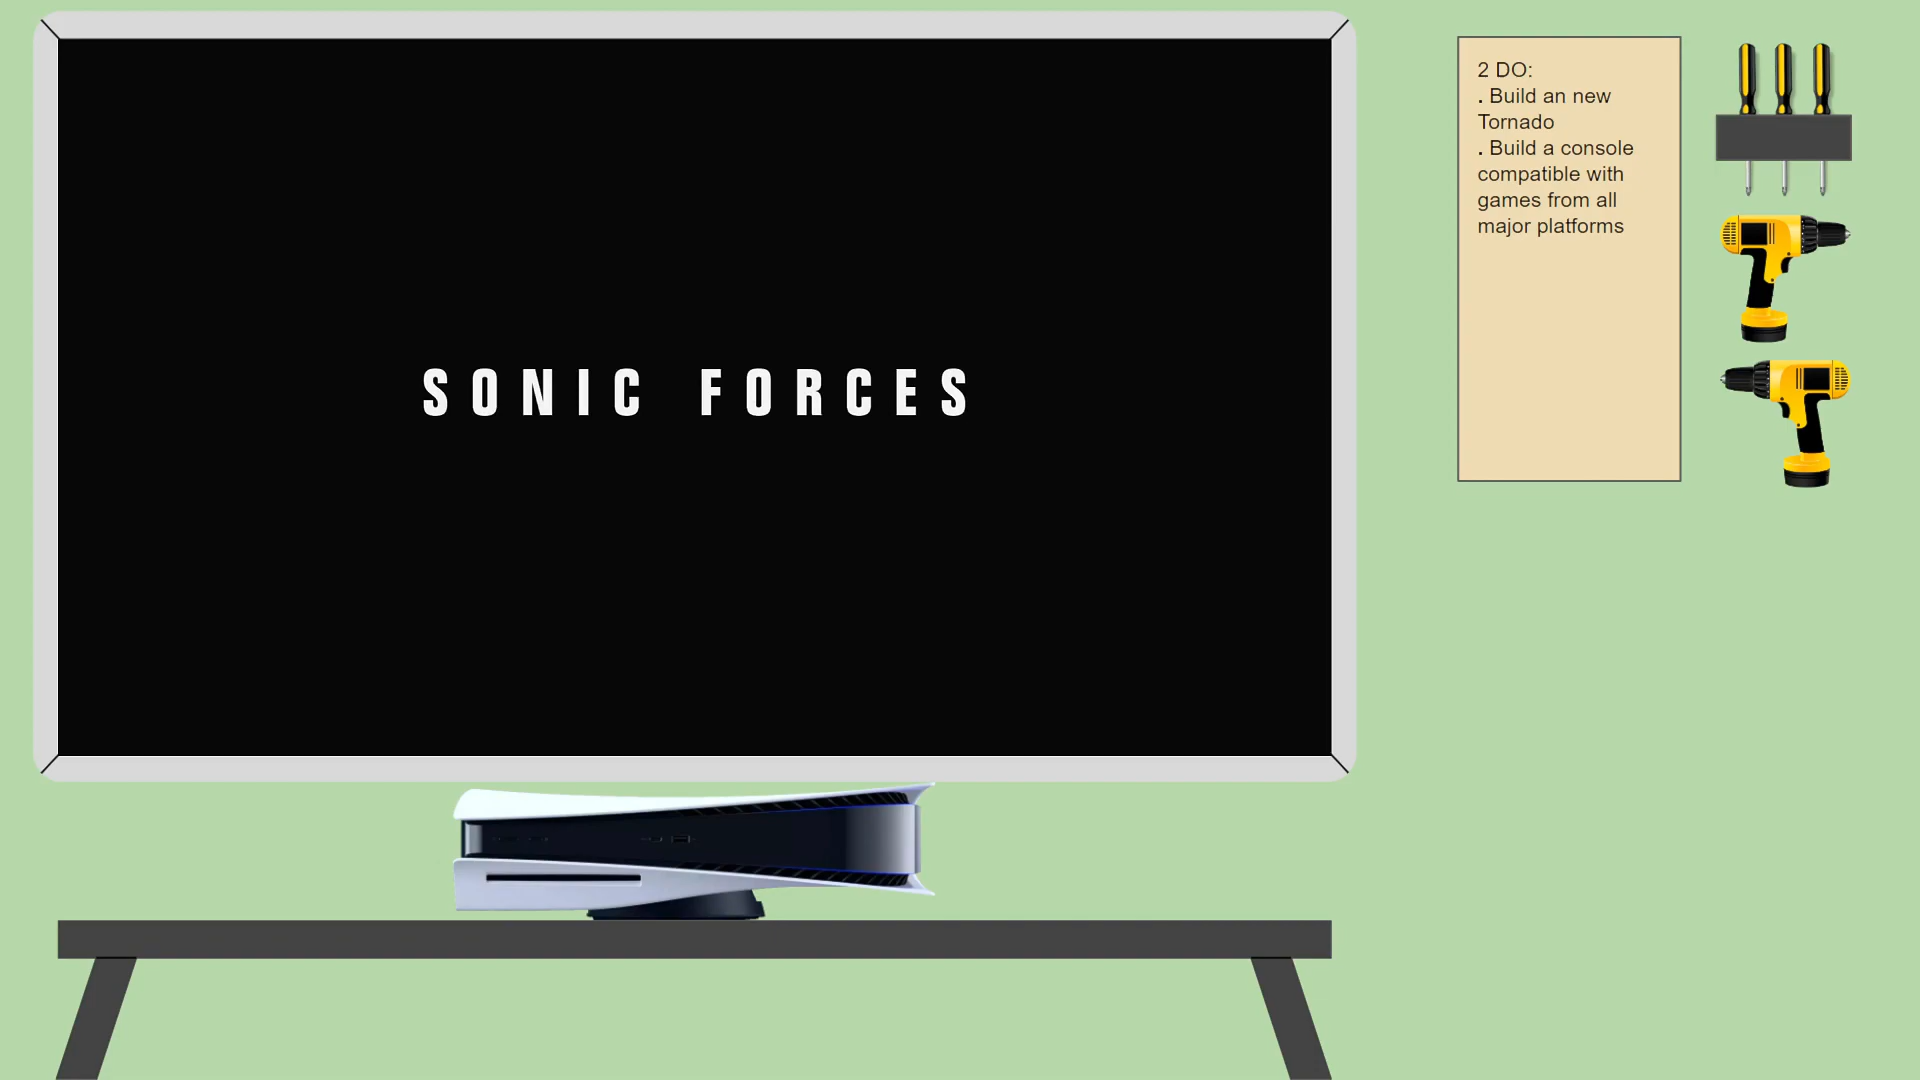 SONIC FORCES
2 DO:
. Build an new
Tornado
. Build a console
compatible with
games from all
major platforms